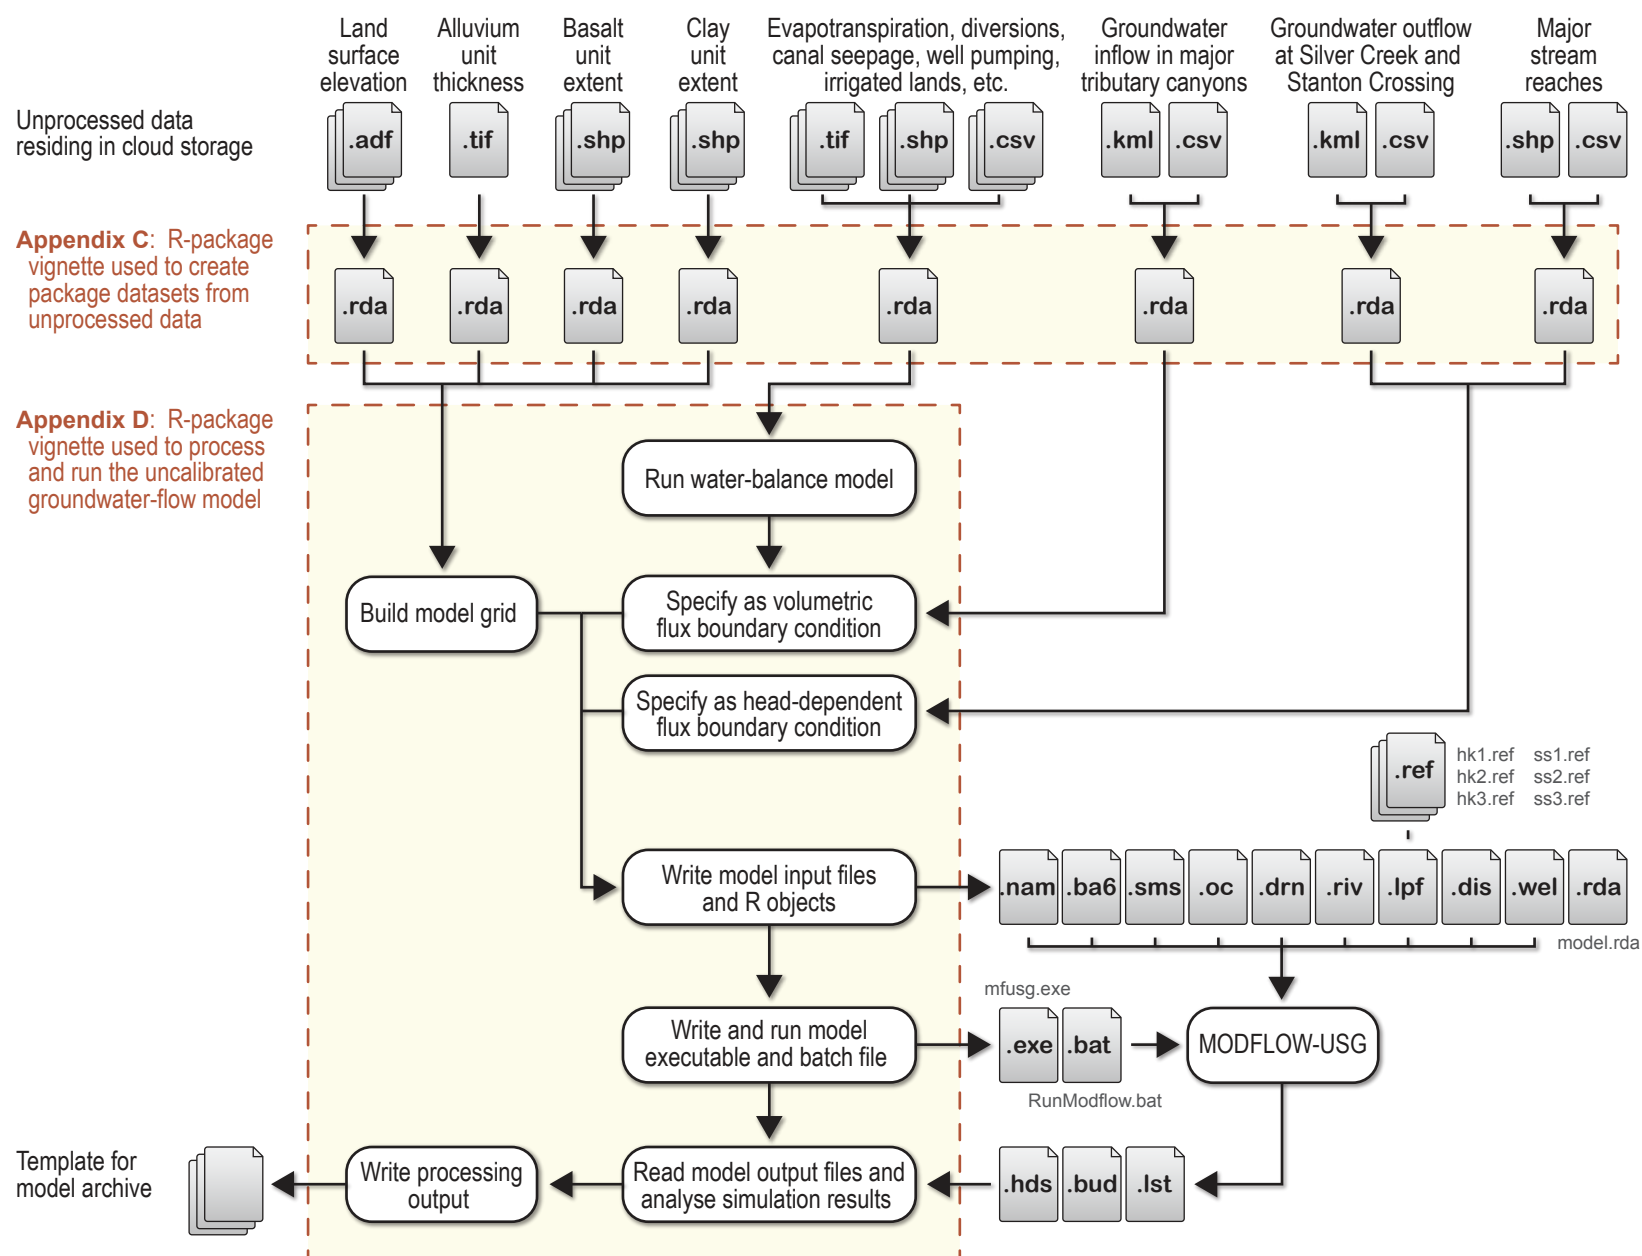 Land
surface
elevation
Alluvium
unit
thickness
Basalt
unit
extent
Clay
unit
extent
Evapotranspiration, diversions,
canal seepage, well pumping,
irrigated lands, etc.
Groundwater
inflow in major
tributary canyons
Groundwater outflow
at Silver Creek and
Stanton Crossing
Major
stream
reaches
Unprocessed data
residing in cloud storage
.adf
.tif
.shp
.shp
.tif
.shp
.csv
.kml
.csv
.kml
.csv
.shp
.csv
Appendix C: R-package
vignette used to create
package datasets from
unprocessed data
.rda
.rda
.rda
.rda
.rda
.rda
.rda
.rda
Appendix D: R-package
vignette used to process
and run the uncalibrated
groundwater-flow model
Run water-balance model
Build model grid
Specify as volumetric
flux boundary condition
Specify as head-dependent
flux boundary condition
.ref
hk1.ref ss1.ref
hk2.ref ss2.ref
hk3.ref ss3.ref
Write model input files
and R objects
.nam
.ba6
.sms
.oc
.drn
.riv
.lpf
.dis
.wel
.rda
model.rda
mfusg.exe
Write and run model
executable and batch file
.exe
.bat
RunModflow.bat
MODFLOW-USG
Template for
model archive
Write processing
output
Read model output files and
analyse simulation results
.hds
.bud
.lst